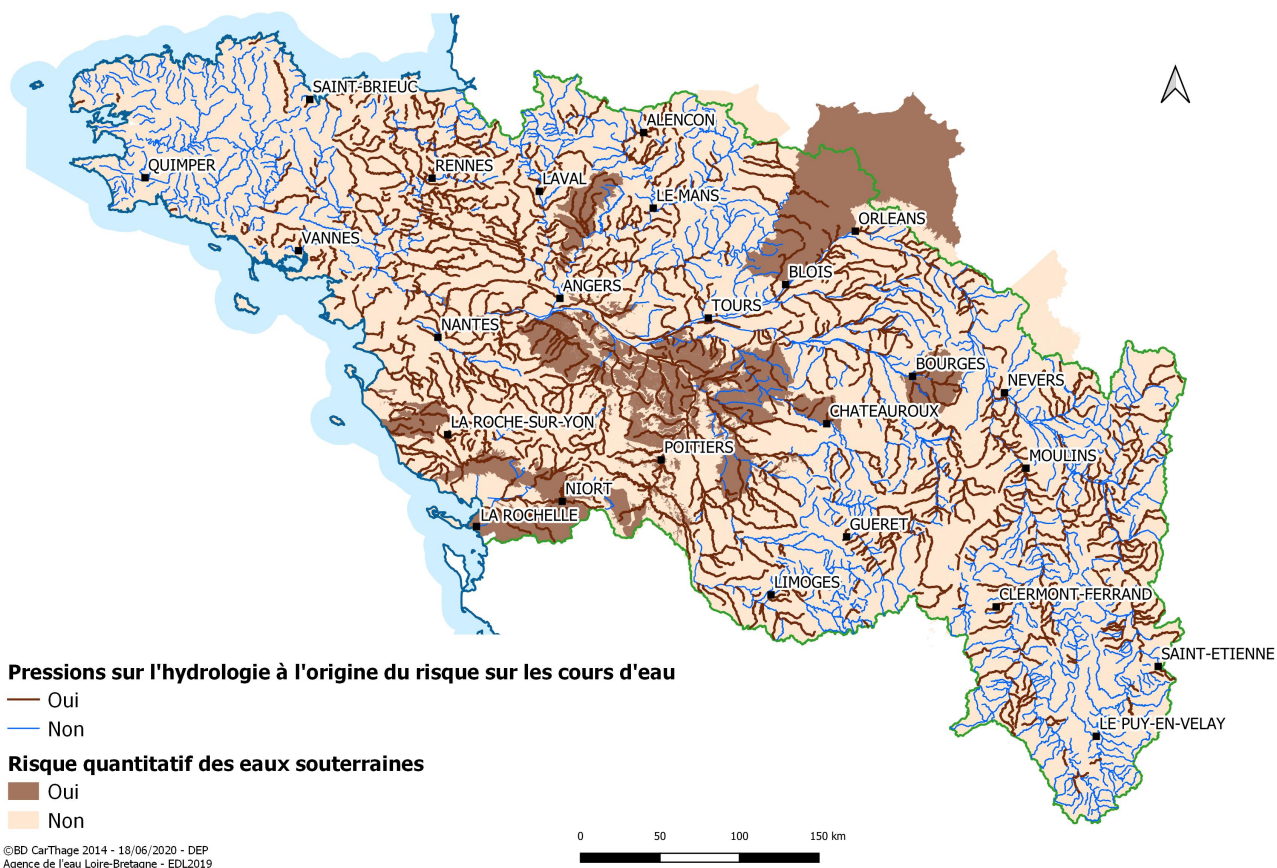 SAINT-BRIEUC
ALENCON
QUIMPER
RENNES
LAVAL
LE MANS
ORLEANS
VANNES
BLOIS
ANGERS
TOURS
NANTES
BOURGES
NEVERS
CHATEAUROUX
LA ROCHE-SUR-YON
POITIERS
MOULINS
NIORT
LA ROCHELLE
GUERET
LIMOGES
CLERMONT-FERRAND
SAINT-ETIENNE
LE PUY-EN-VELAY
Pressions sur l'hydrologie à l'origine du risque sur les cours d'eau
Oui
Non
Risque quantitatif des eaux souterraines
Oui
Non
0 50 100 150 km
©BD CarThage 2014 - 18/06/2020 - DEP
Agence de l'eau Loire-Bretagne - EDL2019